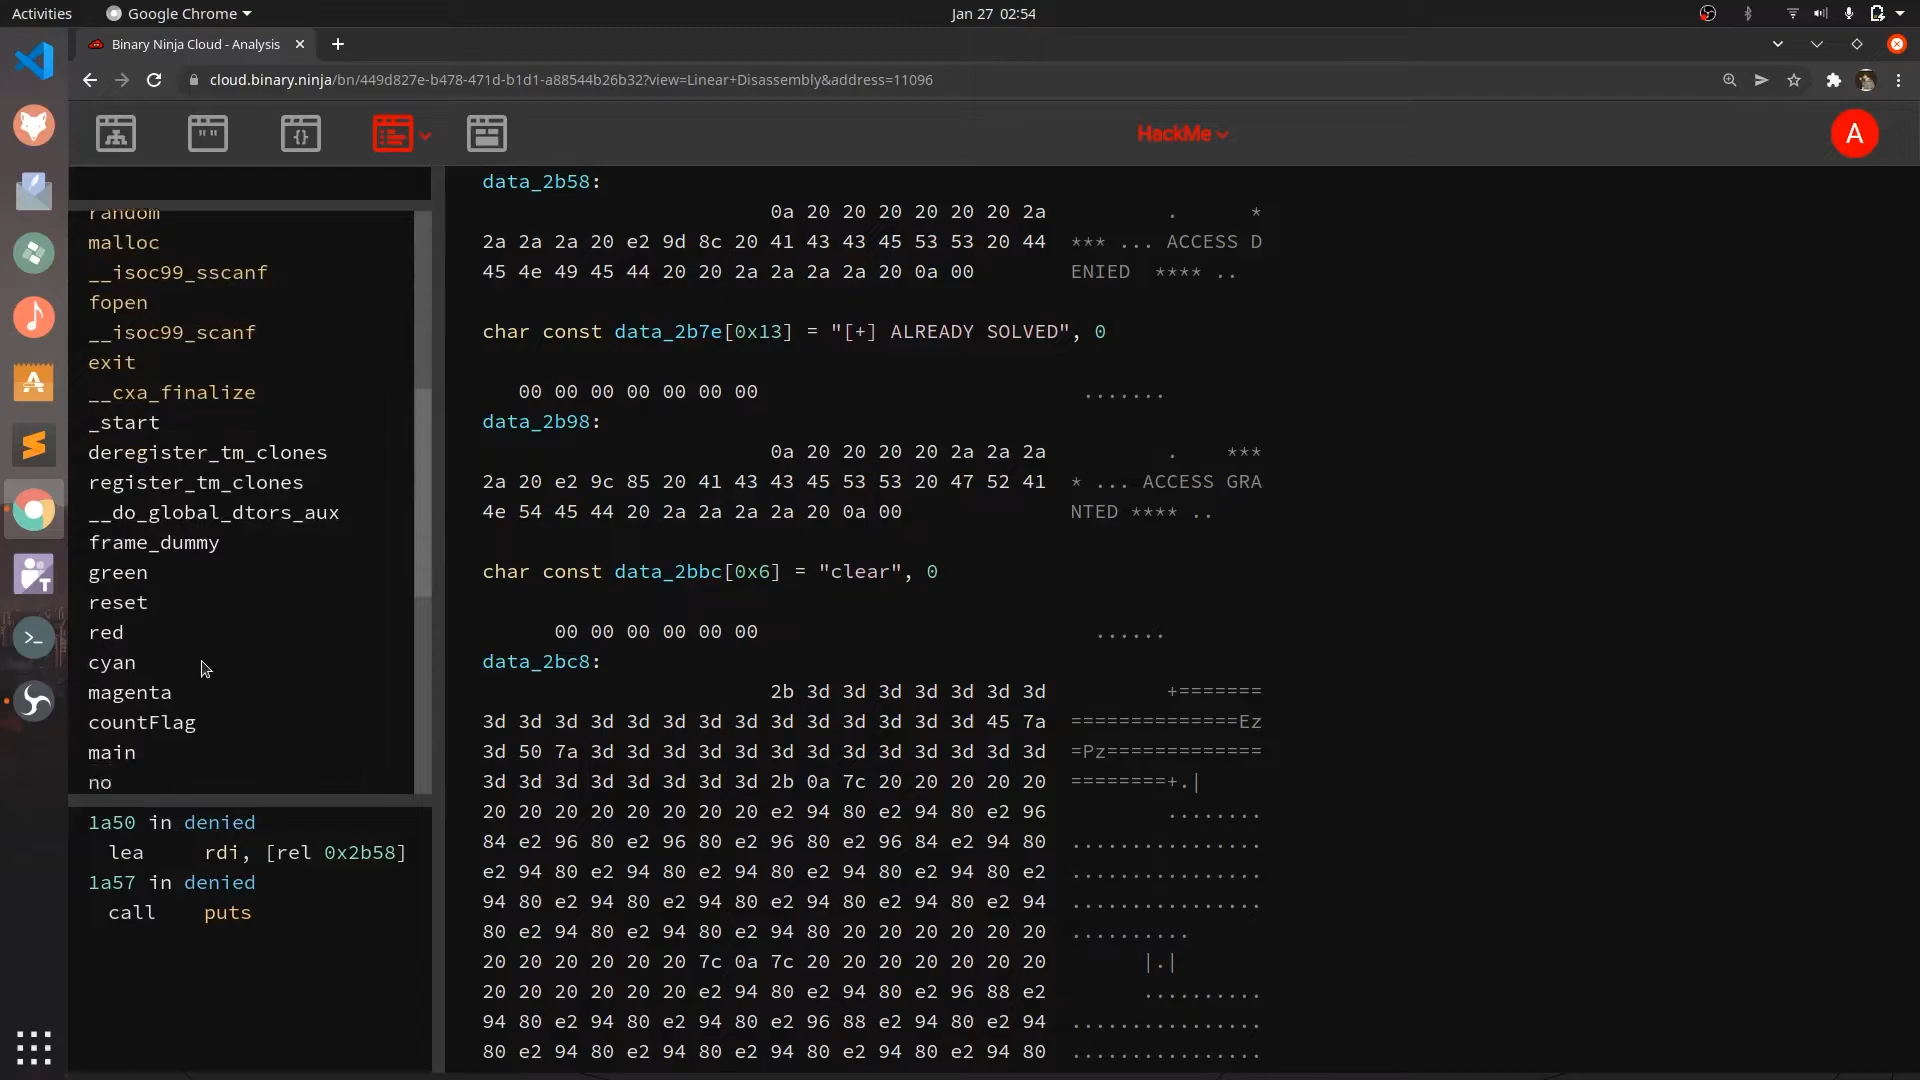 Activities Google Chrome Jan 27 02:54
Binary Ninja Cloud - Analysis
cloud.binary.ninja/bn/449d827e-b478-471d-b1d1-a88544b26b32?view=Linear+Disassembly&address=11096
HackMe
A
random
malloc
__isoc99_sscanf
fopen
__isoc99_scanf
exit
__cxa_finalize
_start
deregister_tm_clones
register_tm_clones
__do_global_dtors_aux
frame_dummy
green
reset
red
cyan
magenta
countFlag
main
no
1a50 in denied
lea rdi, [rel 0x2b58]
1a57 in denied
call puts
data_2b58:
0a 20 20 20 20 20 20 2a . *
2a 2a 2a 20 e2 9d 8c 20 41 43 43 45 53 53 20 44 *** ... ACCESS D
45 4e 49 45 44 20 20 2a 2a 2a 2a 20 0a 00 ENIED **** ..
char const data_2b7e[0x13] = "[+] ALREADY SOLVED", 0
00 00 00 00 00 00 00 .......
data_2b98:
0a 20 20 20 20 2a 2a 2a . ***
2a 20 e2 9c 85 20 41 43 43 45 53 53 20 47 52 41 * ... ACCESS GRA
4e 54 45 44 20 2a 2a 2a 2a 20 0a 00 NTED **** ..
char const data_2bbc[0x6] = "clear", 0
00 00 00 00 00 00 ......
data_2bc8:
2b 3d 3d 3d 3d 3d 3d 3d +=======
3d 3d 3d 3d 3d 3d 3d 3d 3d 3d 3d 3d 3d 3d 45 7a ==============Ez
3d 50 7a 3d 3d 3d 3d 3d 3d 3d 3d 3d 3d 3d 3d 3d =Pz=============
3d 3d 3d 3d 3d 3d 3d 3d 2b 0a 7c 20 20 20 20 20 ========+.|
20 20 20 20 20 20 20 20 e2 94 80 e2 94 80 e2 96 ........
84 e2 96 80 e2 96 80 e2 96 80 e2 96 84 e2 94 80 ................
e2 94 80 e2 94 80 e2 94 80 e2 94 80 e2 94 80 e2 ................
94 80 e2 94 80 e2 94 80 e2 94 80 e2 94 80 e2 94 ................
80 e2 94 80 e2 94 80 e2 94 80 20 20 20 20 20 20 ..........
20 20 20 20 20 20 7c 0a 7c 20 20 20 20 20 20 20 |.|
20 20 20 20 20 20 e2 94 80 e2 94 80 e2 96 88 e2 ..........
94 80 e2 94 80 e2 94 80 e2 96 88 e2 94 80 e2 94 ................
80 e2 94 80 e2 94 80 e2 94 80 e2 94 80 e2 94 80 ................